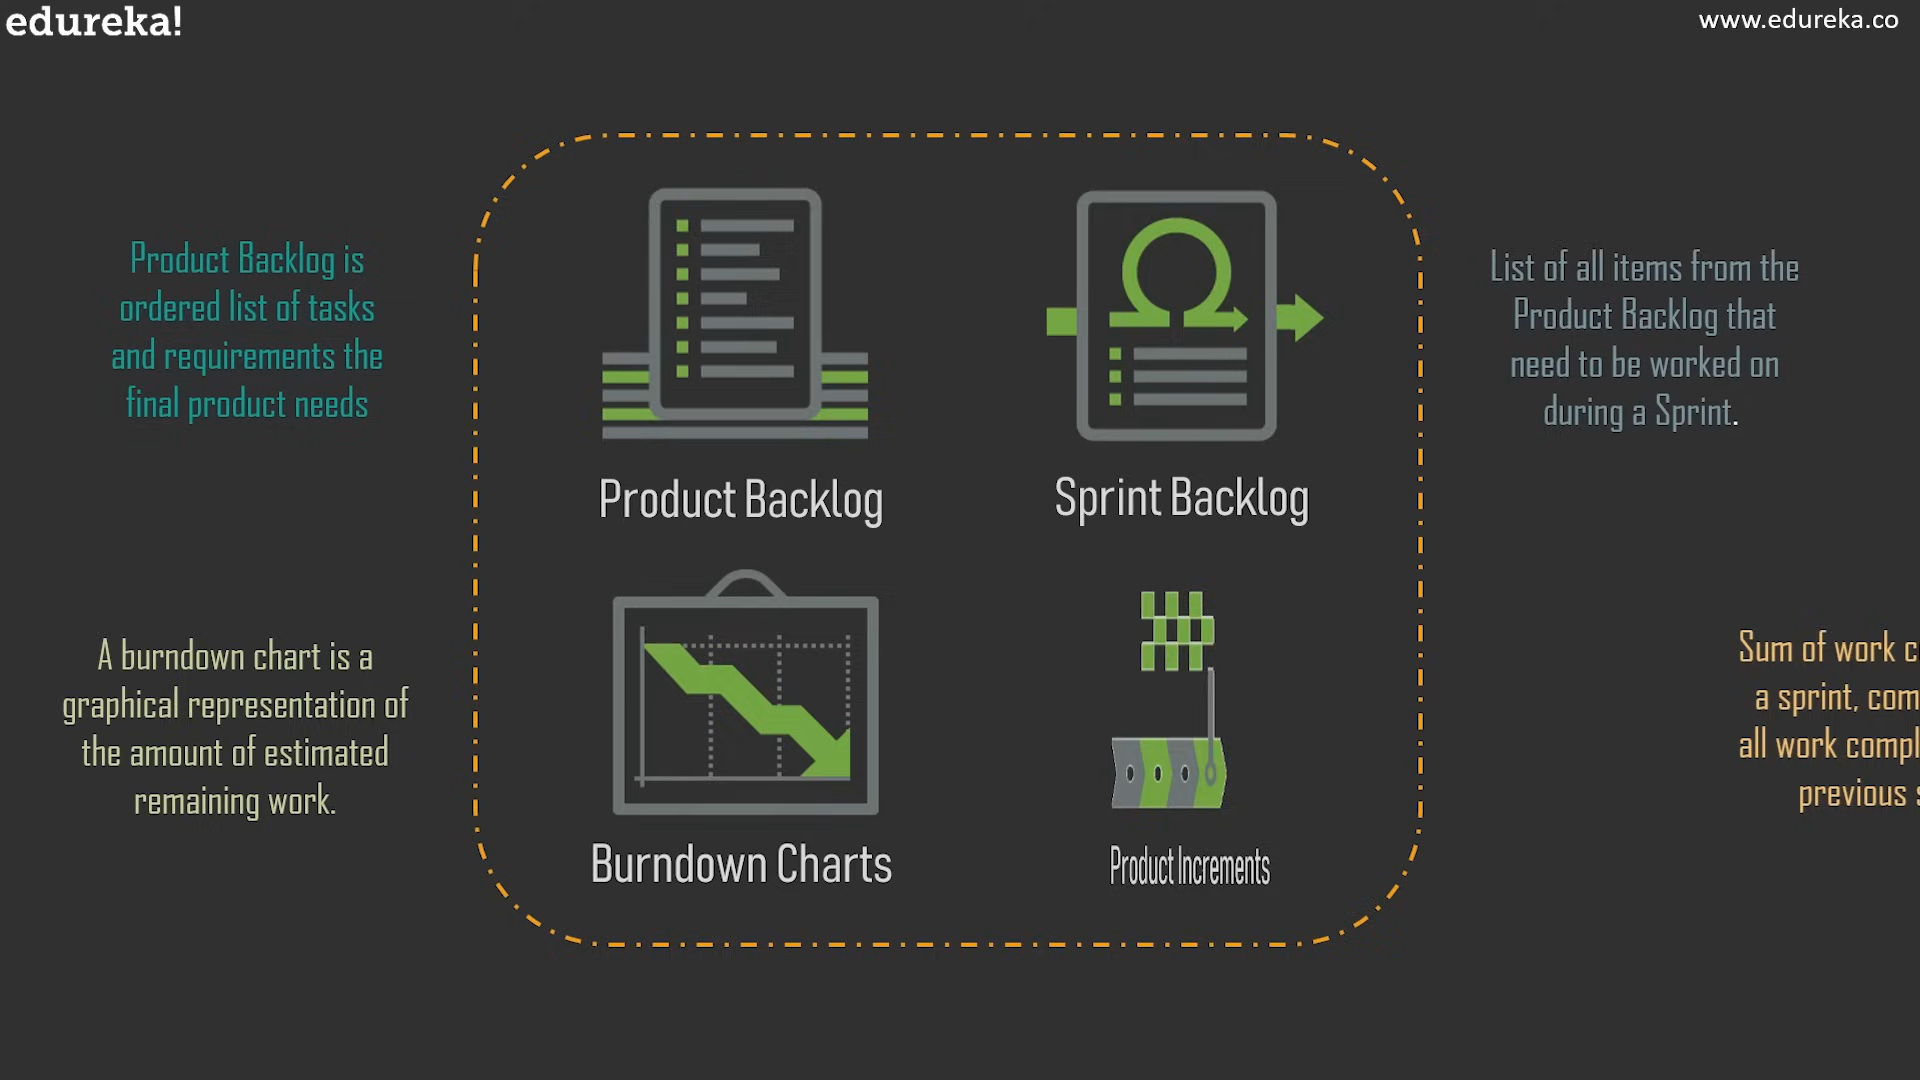 edureka!
www.edureka.co
Product Backlog is
ordered list of tasks
and requirements the
final product needs
Product Backlog
Sprint Backlog
List of all items from the
Product Backlog that
need to be worked on
during a Sprint.
A burndown chart is a
graphical representation of
the amount of estimated
remaining work.
Burndown Charts
Product Increments
Sum of work
a sprint,
all work
previous